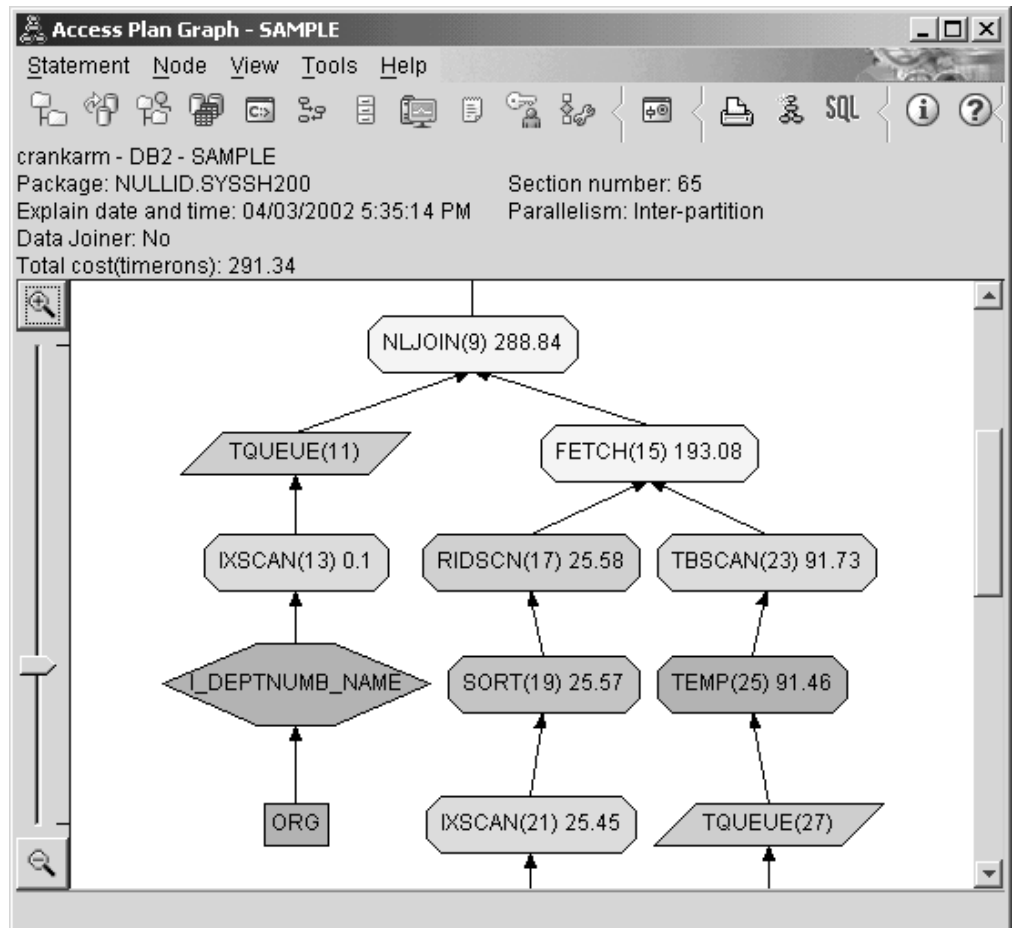 Access Plan Graph - SAMPLE
Statement Node View Tools Help
C:> SQL i ?
crankarm - DB2 - SAMPLE
Package: NULLID.SYSSH200 Section number: 65
Explain date and time: 04/03/2002 5:35:14 PM Parallelism: Inter-partition
Data Joiner: No
Total cost(timerons): 291.34
NLJOIN(9) 288.84
TQUEUE(11) FETCH(15) 193.08
IXSCAN(13) 0.1 RIDSCN(17) 25.58 TBSCAN(23) 91.73
I_DEPTNUMB_NAME SORT(19) 25.57 TEMP(25) 91.46
ORG IXSCAN(21) 25.45 TQUEUE(27)